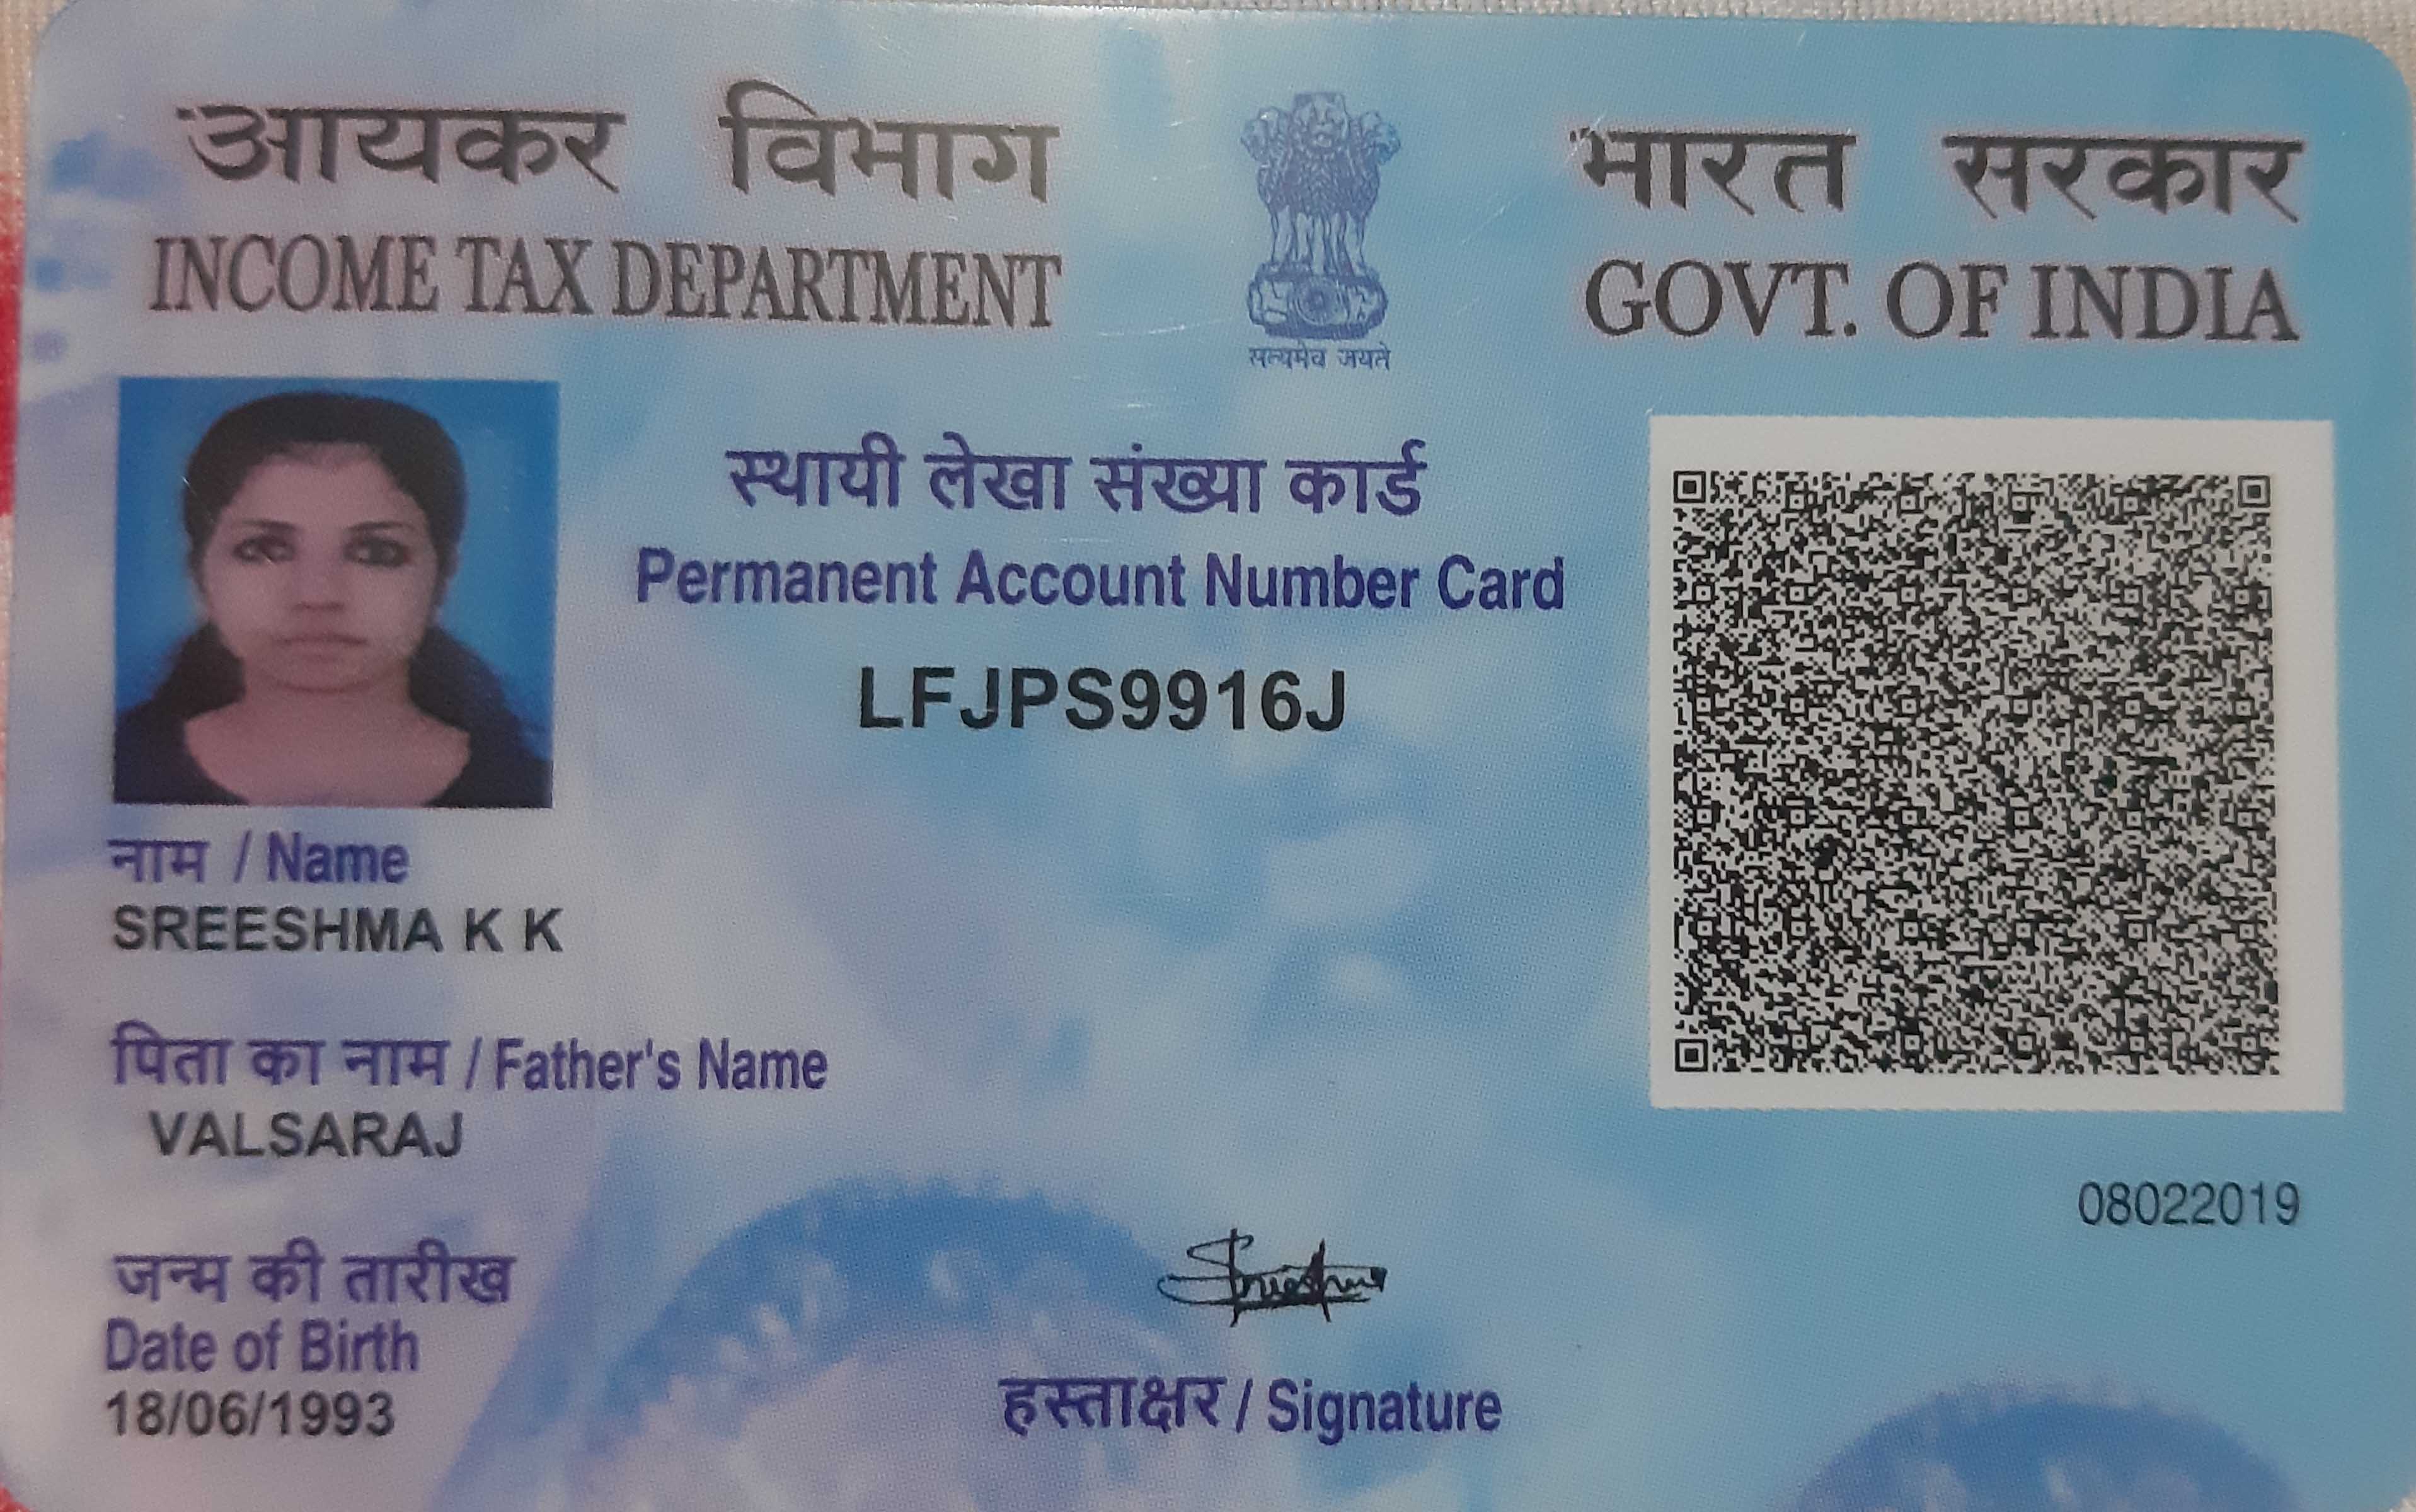 आयकर विभाग
INCOME TAX DEPARTMENT
सत्यमेव जयते
भारत सरकार
GOVT. OF INDIA
स्थायी लेखा संख्या कार्ड
Permanent Account Number Card
LFJPS9916J
नाम / Name
SREESHMA K K
पिता का नाम / Father's Name
VALSARAJ
08022019
जन्म की तारीख
Date of Birth
18/06/1993
हस्ताक्षर / Signature